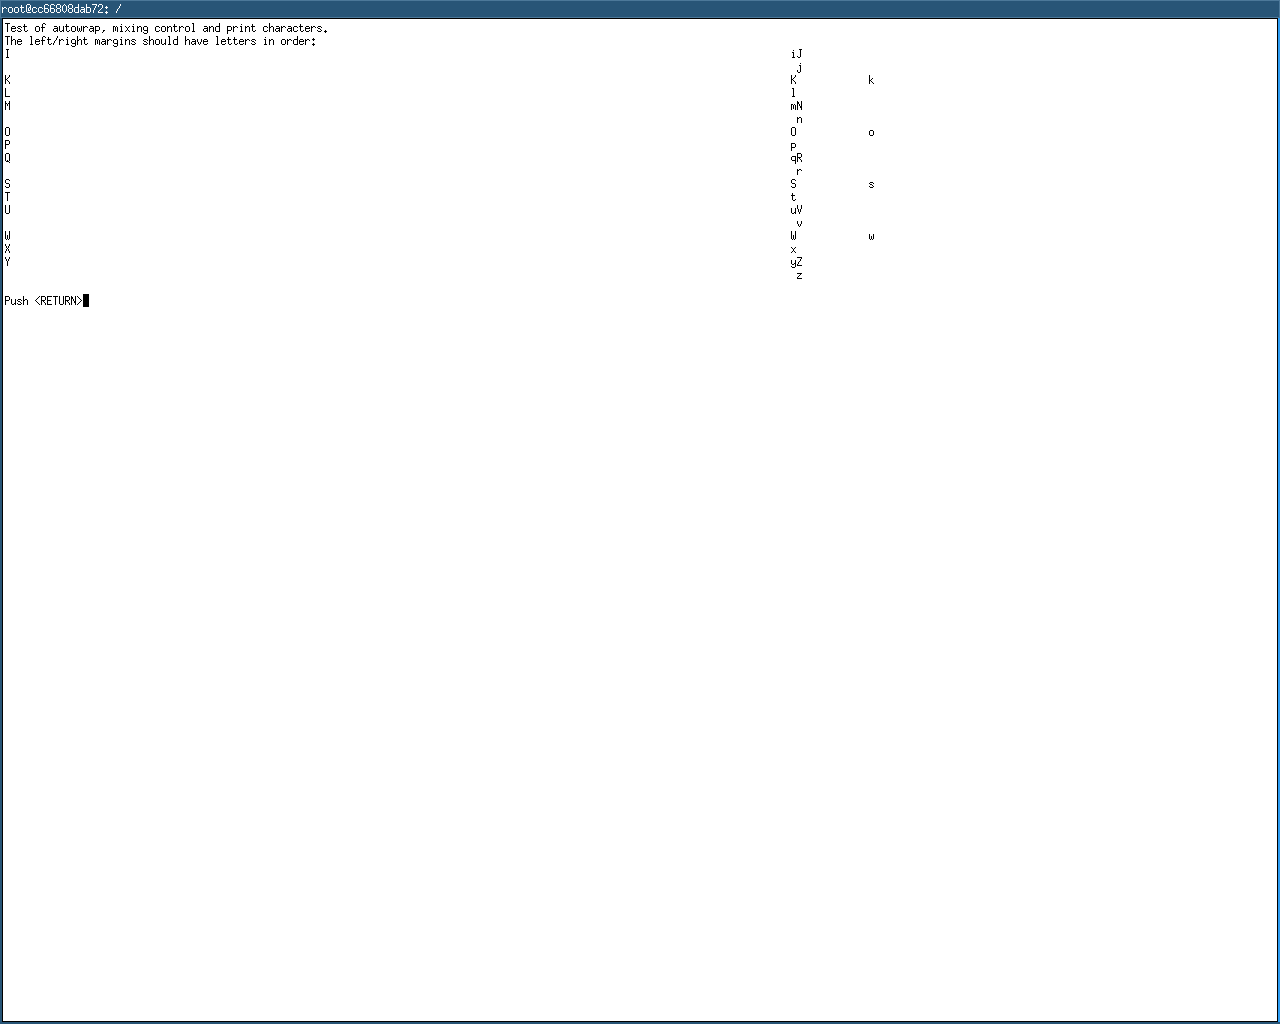 root@cc66808dab72: /
Test of autowrap, mixing control and print characters.
The left/right margins should have letters in order:
I iJ
j
K K k
L l
M mN
n
O O o
P p
Q qR
r
S S s
T t
U uV
v
W W w
X x
Y yZ
z
Push <RETURN>